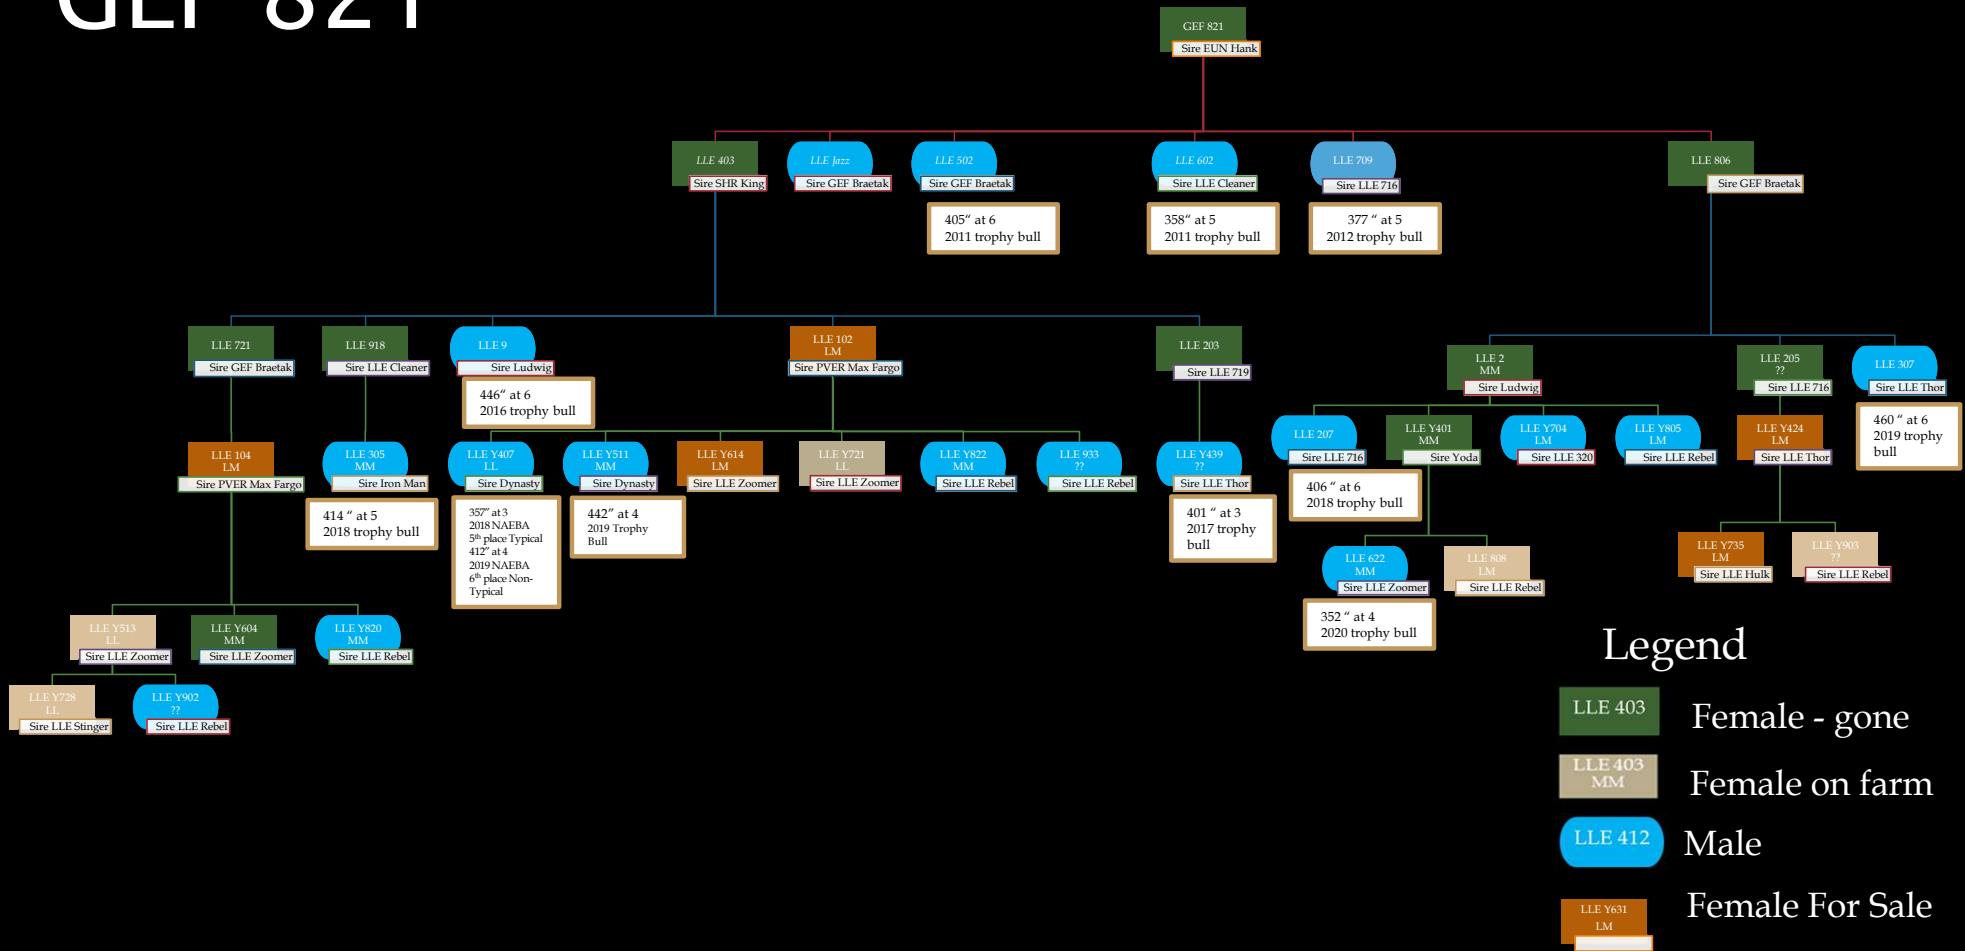 GEF 821
GEF 821
Sire EUN Hank
LLE 403
Sire SHR King
LLE Jazz
Sire GEF Braetak
LLE 502
Sire GEF Braetak
405“ at 6
2011 trophy bull
LLE 602
Sire LLE Cleaner
358“ at 5
2011 trophy bull
LLE 709
Sire LLE 716
377 “ at 5
2012 trophy bull
LLE 806
Sire GEF Braetak
LLE 721
Sire GEF Braetak
LLE 918
Sire LLE Cleaner
LLE 9
Sire Ludwig
446“ at 6
2016 trophy bull
LLE 102
LM
Sire PVER Max Fargo
LLE 203
Sire LLE 719
LLE 2
MM
Sire Ludwig
LLE 205
??
Sire LLE 716
LLE 307
Sire LLE Thor
460 “ at 6
2019 trophy
bull
LLE 104
LM
Sire PVER Max Fargo
LLE 305
MM
Sire Iron Man
414 “ at 5
2018 trophy bull
LLE Y407
LL
Sire Dynasty
357” at 3
2018 NAEBA
5th place Typical
412” at 4
2019 NAEBA
6th place Non-
Typical
LLE Y511
MM
Sire Dynasty
442” at 4
2019 Trophy
Bull
LLE Y614
LM
Sire LLE Zoomer
LLE Y721
LL
Sire LLE Zoomer
LLE Y822
MM
Sire LLE Rebel
LLE 933
??
Sire LLE Rebel
LLE Y439
??
Sire LLE Thor
401 “ at 3
2017 trophy
bull
LLE 207
Sire LLE 716
406 “ at 6
2018 trophy bull
LLE Y401
MM
Sire Yoda
LLE Y704
LM
Sire LLE 320
LLE Y805
LM
Sire LLE Rebel
LLE Y424
LM
Sire LLE Thor
LLE 622
MM
Sire LLE Zoomer
352 “ at 4
2020 trophy bull
LLE 808
LM
Sire LLE Rebel
LLE Y735
LM
Sire LLE Hulk
LLE Y903
??
Sire LLE Rebel
LLE Y513
LL
Sire LLE Zoomer
LLE Y604
MM
Sire LLE Zoomer
LLE Y820
MM
Sire LLE Rebel
LLE Y728
LL
Sire LLE Stinger
LLE Y902
??
Sire LLE Rebel
Legend
LLE 403
Female - gone
LLE 403
MM
Female on farm
LLE 412
Male
LLE Y631
LM
Female For Sale